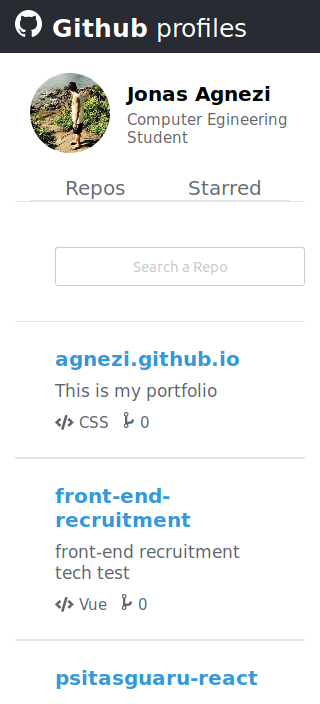 Github profiles
Jonas Agnezi
Computer Egineering
Student
Repos Starred
Search a Repo
agnezi.github.io
This is my portfolio
CSS 0
front-end-
recruitment
front-end recruitment
tech test
Vue 0
psitasguaru-react